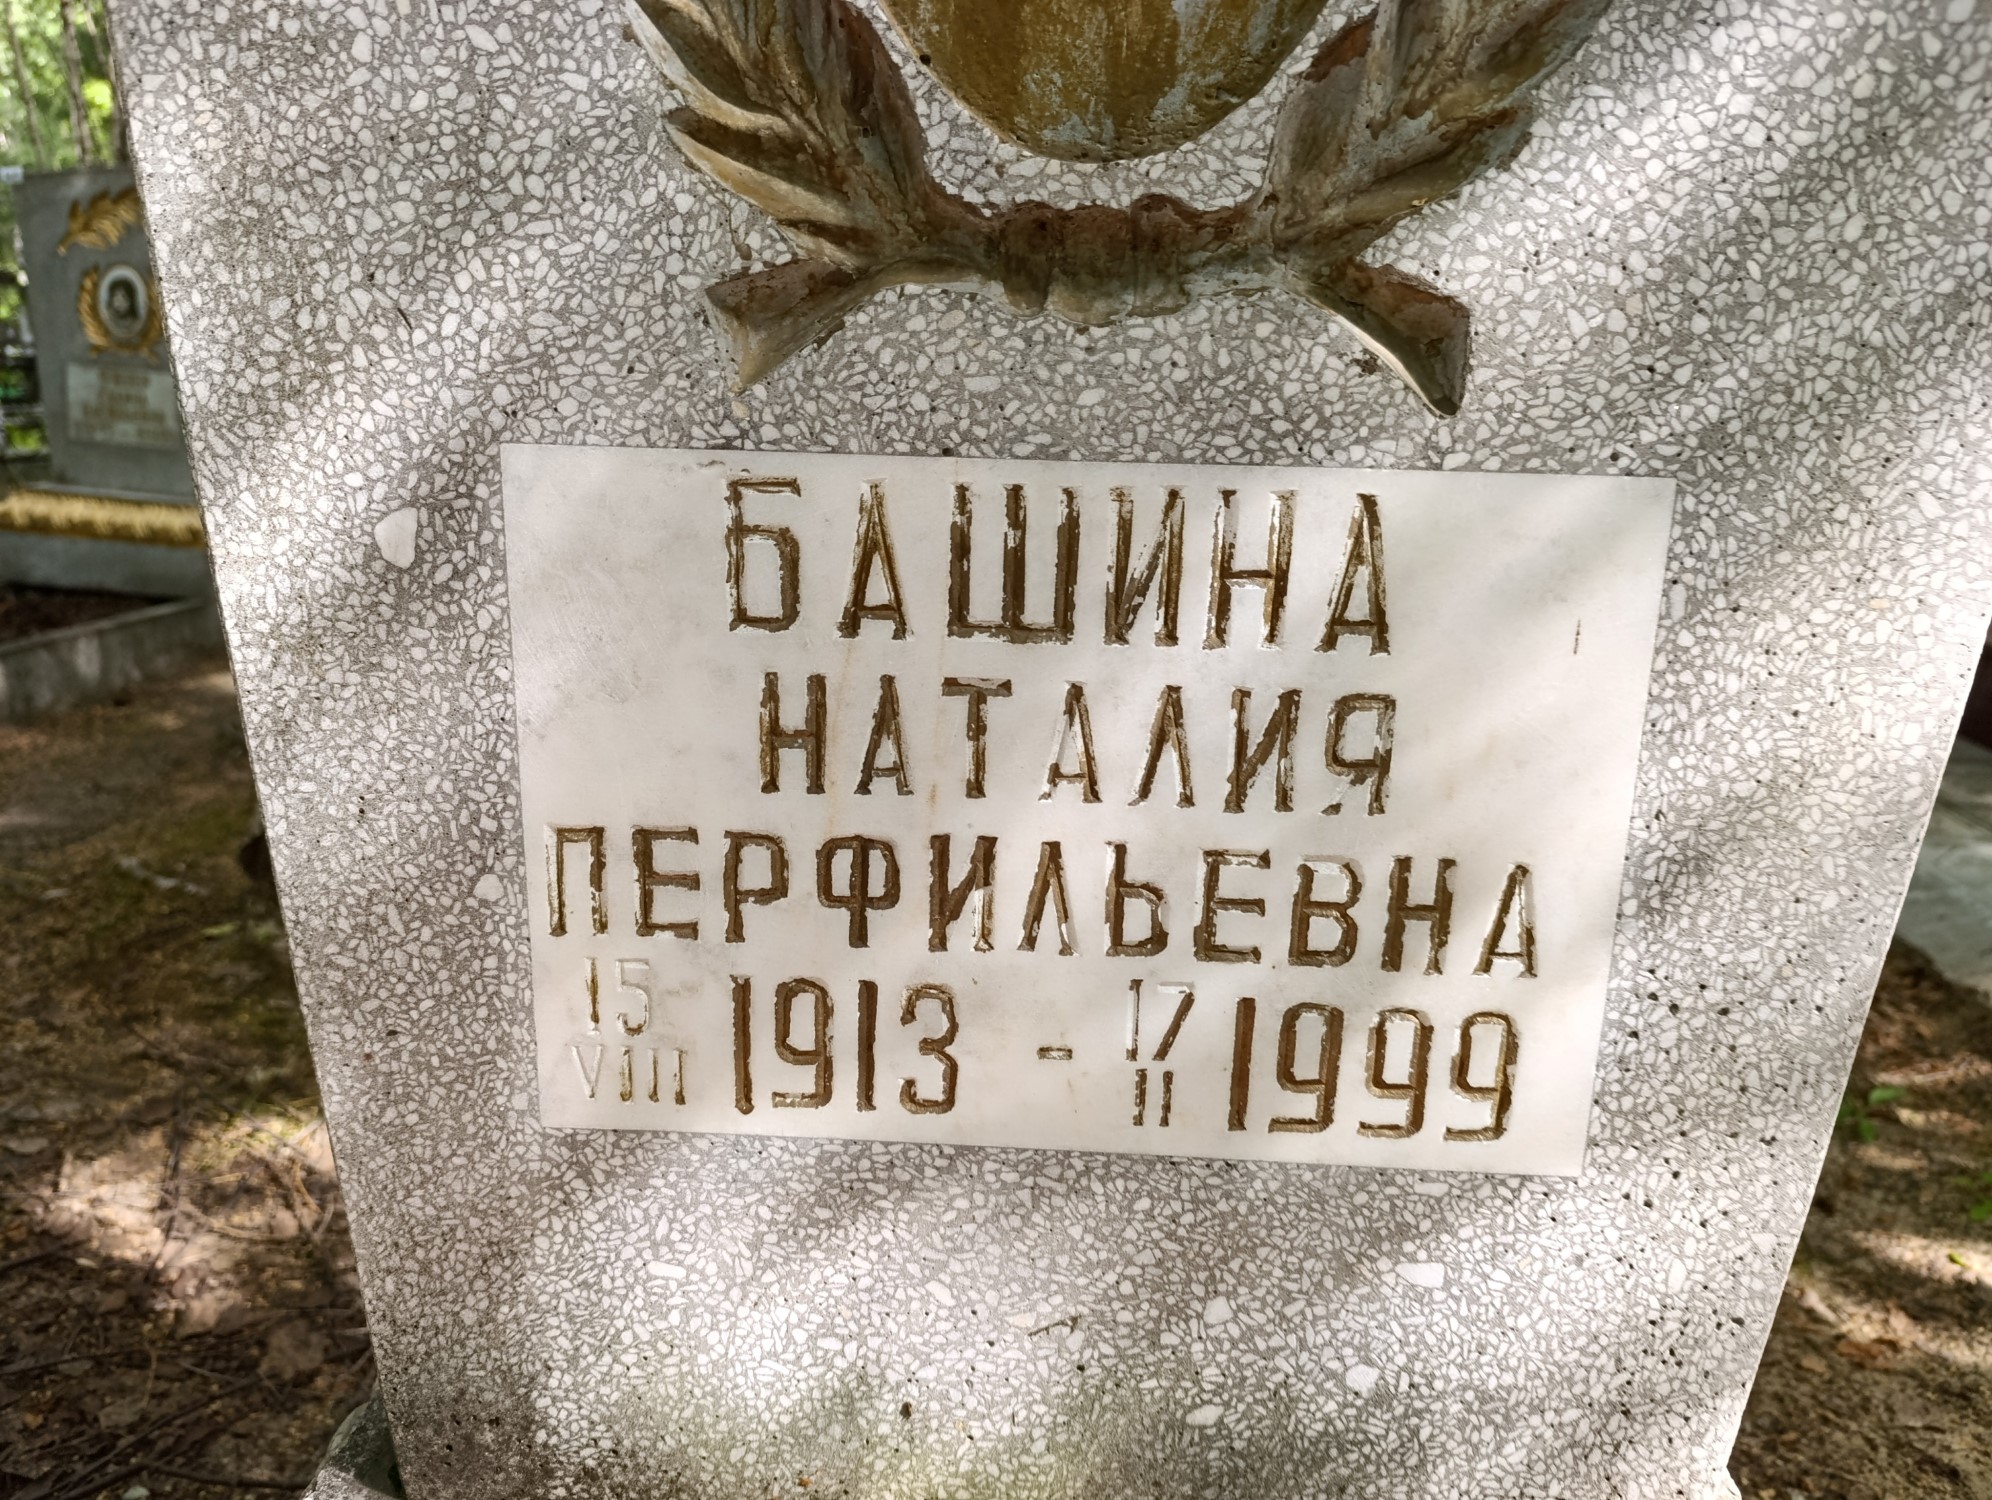 БАШИНА
НАТАЛИЯ
ПЕРФИЛЬЕВНА
15 VIII 1913 - 17 II 1999